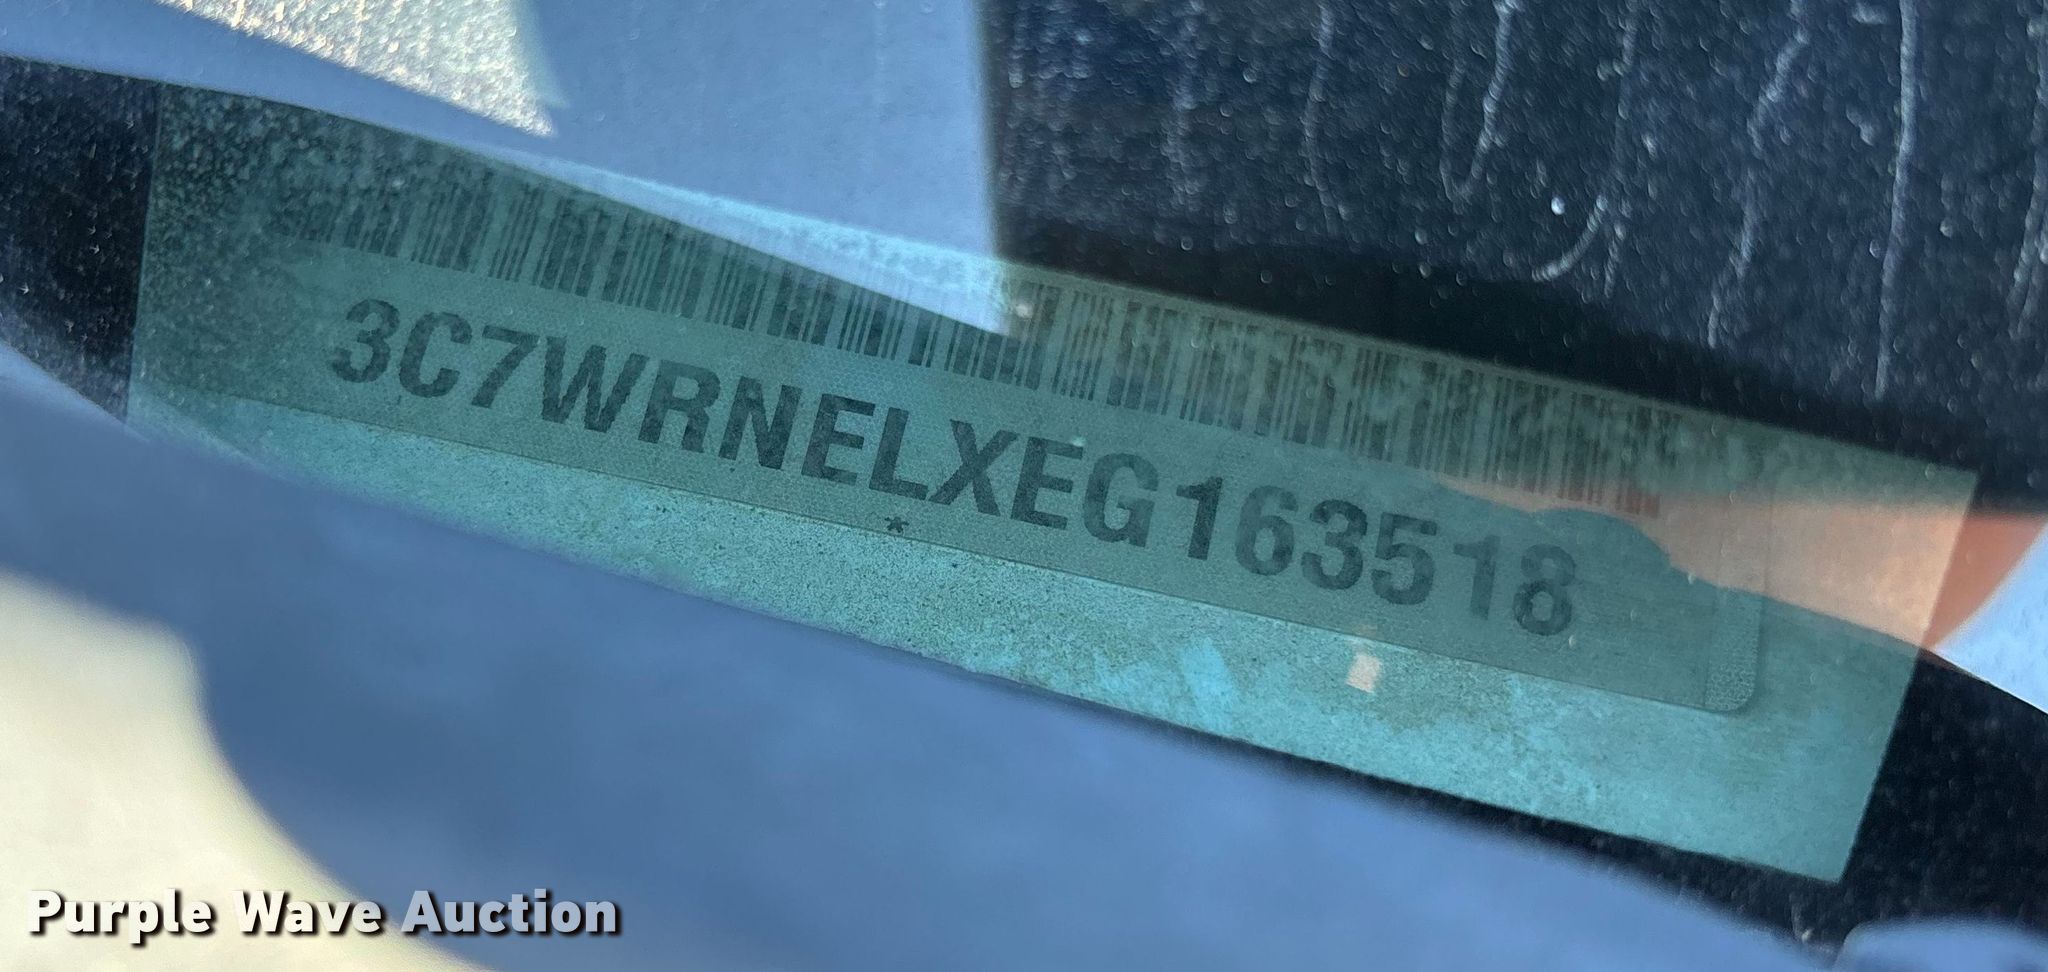 3C7WRNELXEG163518
*
Purple Wave Auction